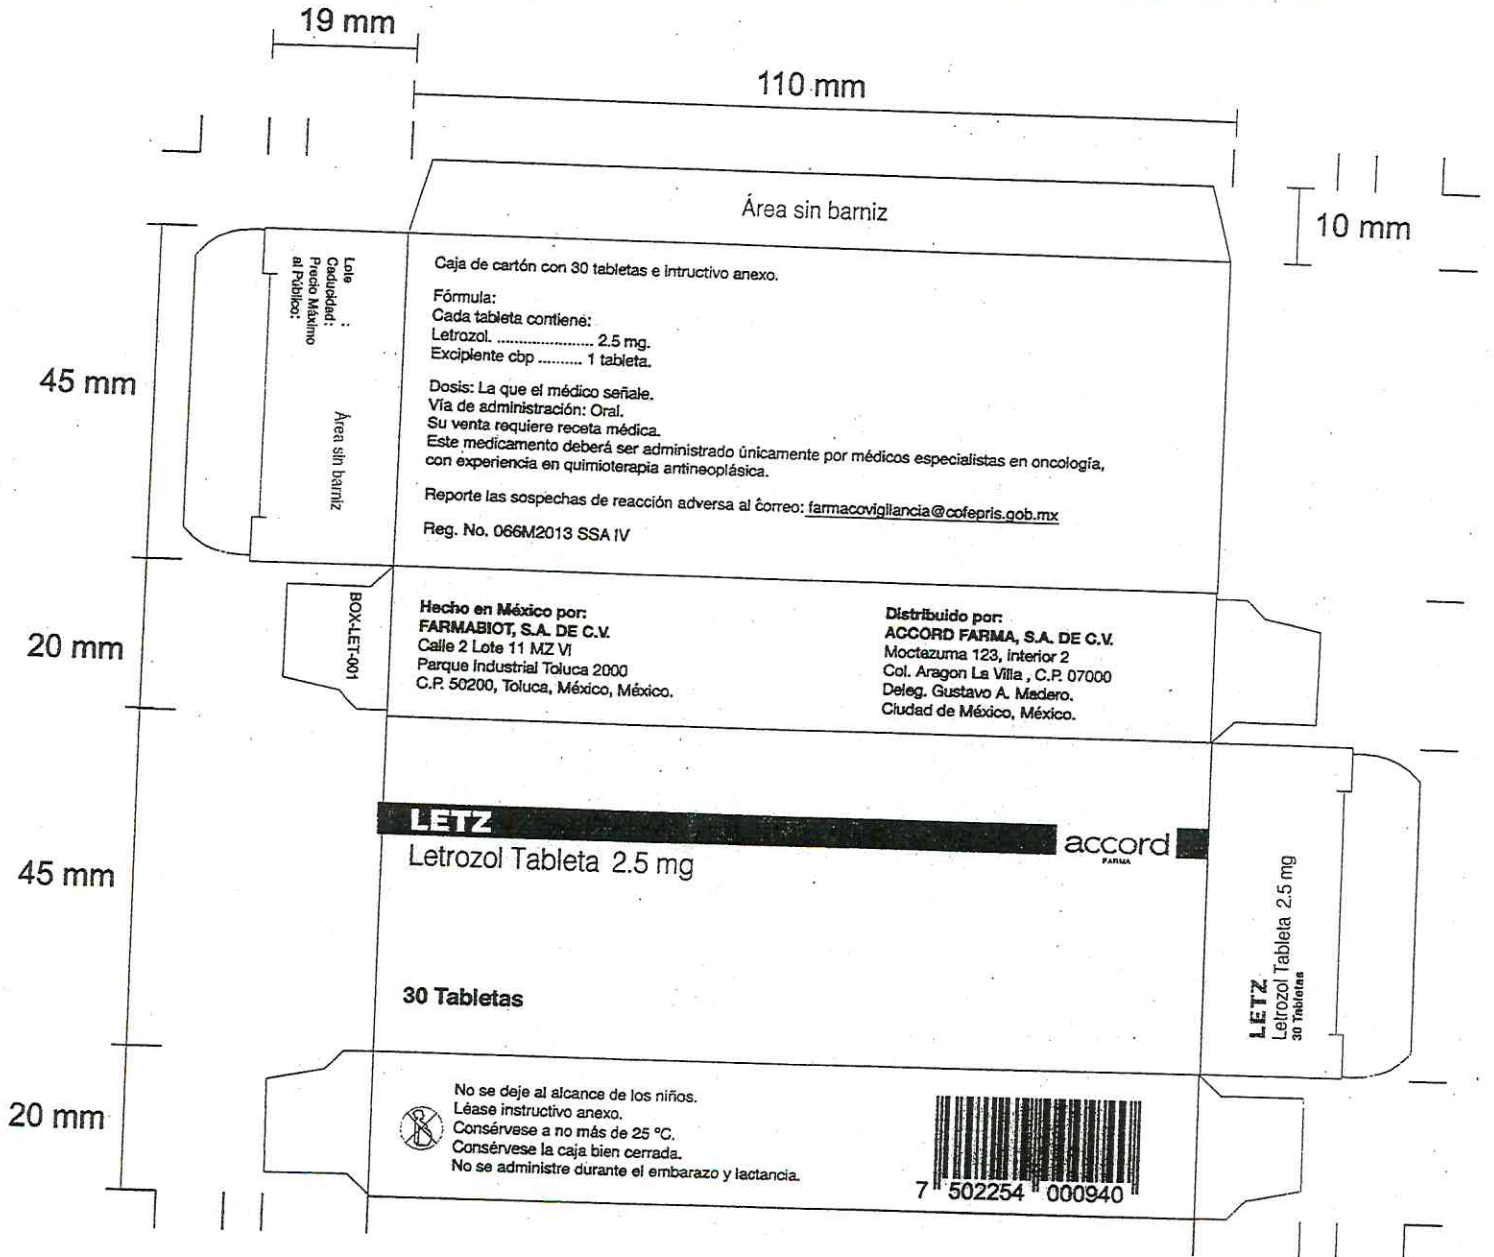 19 mm
110 mm
10 mm
Área sin barniz
45 mm
Lote :
Caducidad:
Precio Máximo
al Público:
Área sin barniz
Caja de cartón con 30 tabletas e intructivo anexo.
Fórmula:
Cada tableta contiene:
Letrozol. ...................... 2.5 mg.
Excipiente cbp .......... 1 tableta.
Dosis: La que el médico señale.
Vía de administración: Oral.
Su venta requiere receta médica.
Este medicamento deberá ser administrado únicamente por médicos especialistas en oncología,
con experiencia en quimioterapia antineoplásica.
Reporte las sospechas de reacción adversa al correo: farmacovigilancia@cofepris.gob.mx
Reg. No. 066M2013 SSA IV
20 mm
BOX-LET-001
Hecho en México por:
FARMABIOT, S.A. DE C.V.
Calle 2 Lote 11 MZ VI
Parque Industrial Toluca 2000
C.P. 50200, Toluca, México, México.
Distribuido por:
ACCORD FARMA, S.A. DE C.V.
Moctezuma 123, interior 2
Col. Aragon La Villa , C.P. 07000
Deleg. Gustavo A. Madero.
Ciudad de México, México.
45 mm
LETZ
accord
FARMA
Letrozol Tableta 2.5 mg
30 Tabletas
LETZ
Letrozol Tableta 2.5 mg
30 Tabletas
20 mm
No se deje al alcance de los niños.
Léase instructivo anexo.
Consérvese a no más de 25 °C.
Consérvese la caja bien cerrada.
No se administre durante el embarazo y lactancia.
7 502254 000940